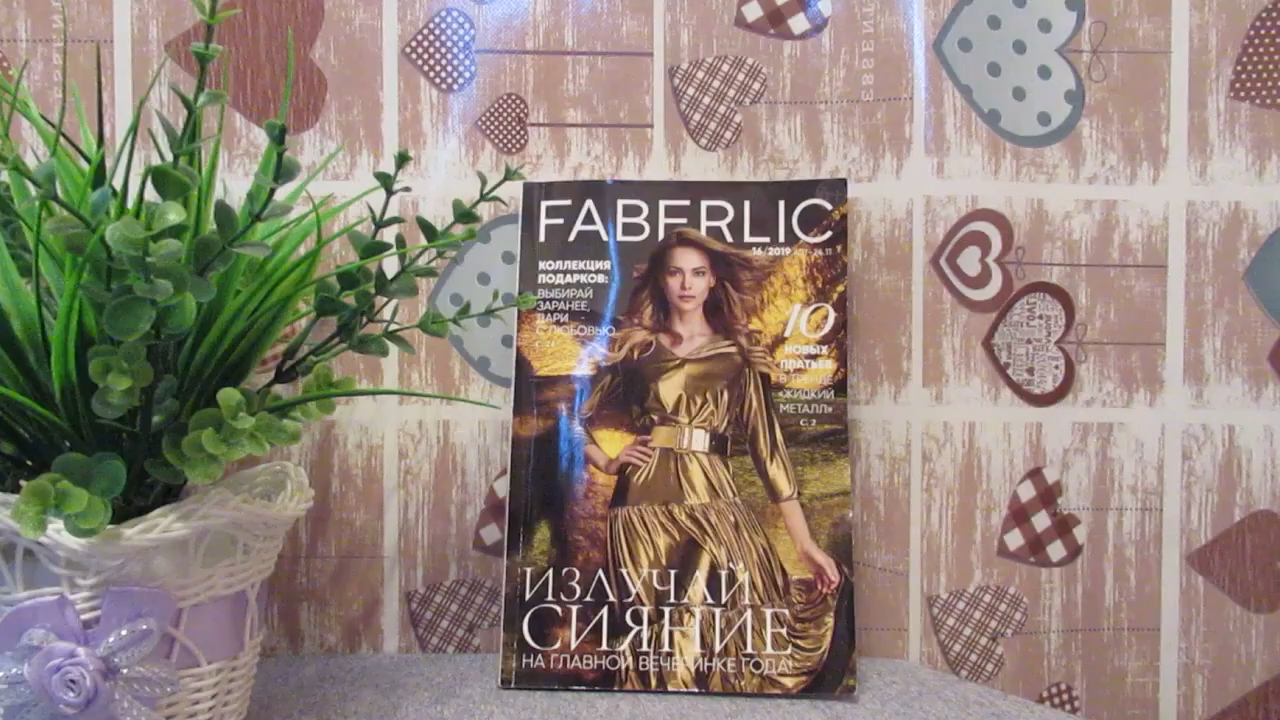 FABERLIC
16/2019
КОЛЛЕКЦИЯ
ПОДАРКОВ:
ВЫБИРАЙ
ЗАРАНЕЕ,
ДАРИ
С ЛЮБОВЬЮ
10
НОВЫХ
ПЛАТЬЕВ
В ТРЕНДЕ
«ЖИДКИЙ
МЕТАЛЛ»
С. 2
ИЗЛУЧАЙ
СИЯНИЕ
НА ГЛАВНОЙ ВЕЧЕРИНКЕ ГОДА!